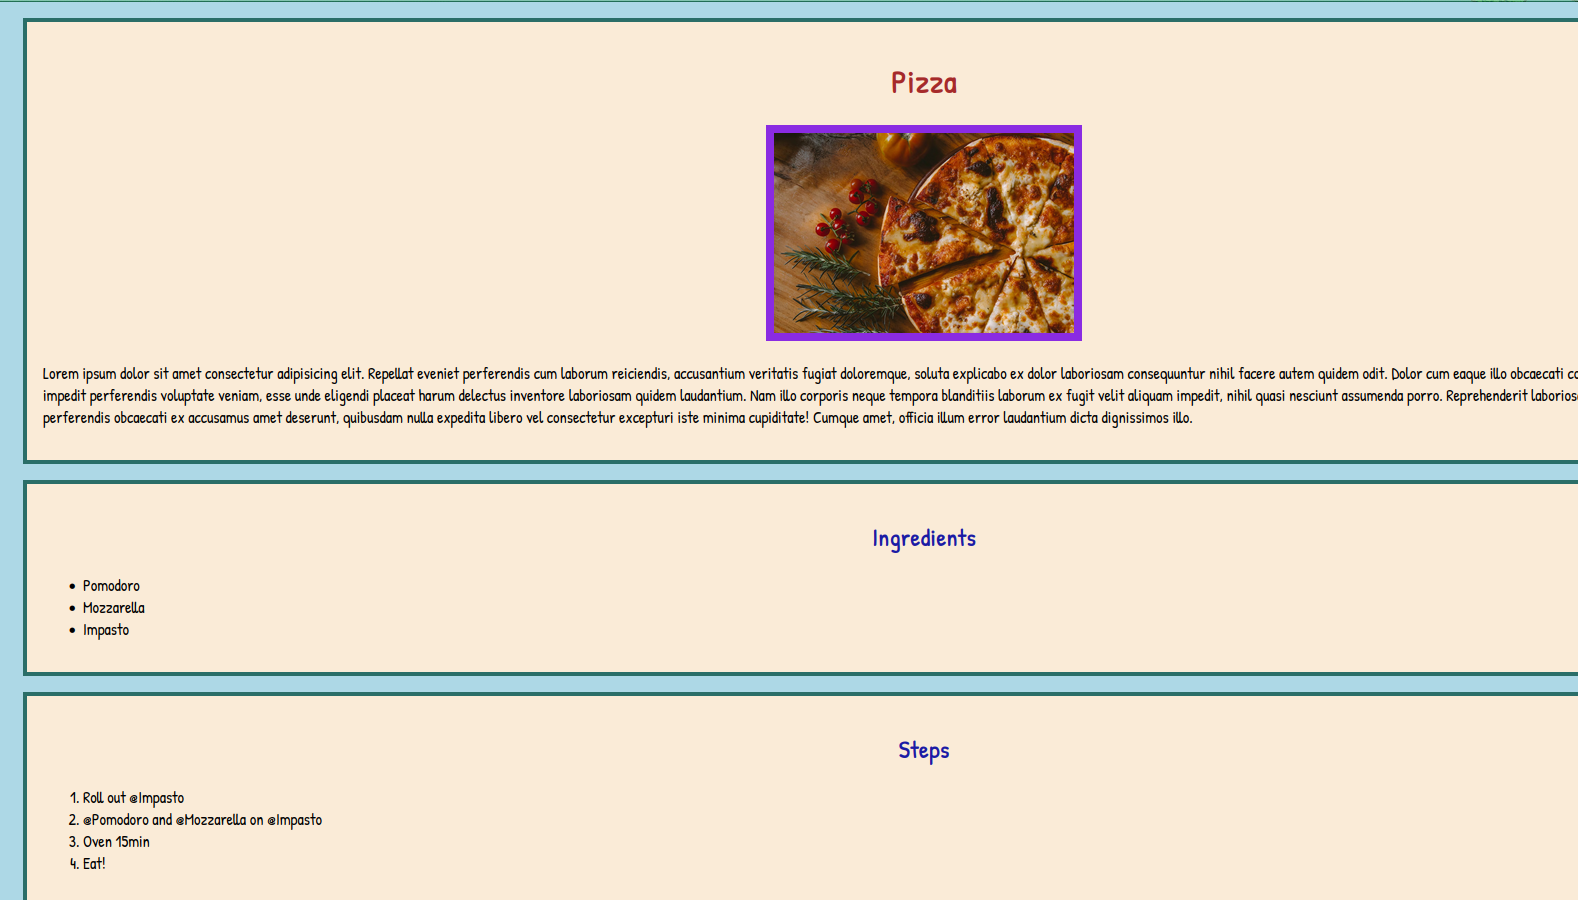 Pizza
Lorem ipsum dolor sit amet consectetur adipisicing elit. Repellat eveniet perferendis cum laborum reiciendis, accusantium veritatis fugiat doloremque, soluta explicabo ex dolor laboriosam consequuntur nihil facere autem quidem odit. Dolor cum eaque illo obcaecati
impedit perferendis voluptate veniam, esse unde eligendi placeat harum delectus inventore laboriosam quidem laudantium. Nam illo corporis neque tempora blanditiis laborum ex fugit velit aliquam impedit, nihil quasi nesciunt assumenda porro. Reprehenderit
perferendis obcaecati ex accusamus amet deserunt, quibusdam nulla expedita libero vel consectetur excepturi iste minima cupiditate! Cumque amet, officia illum error laudantium dicta dignissimos illo.
Ingredients
• Pomodoro
• Mozzarella
• Impasto
Steps
1. Roll out @Impasto
2. @Pomodoro and @Mozzarella on @Impasto
3. Oven 15min
4. Eat!